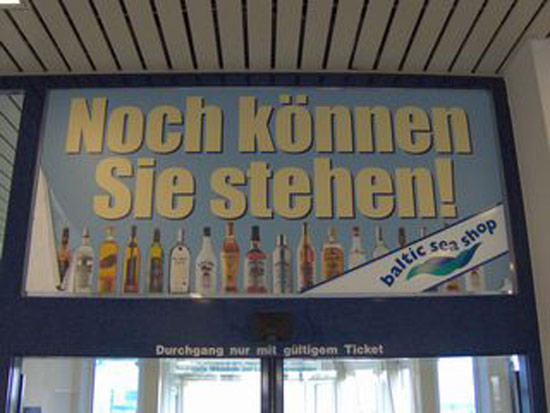 Noch können
Sie stehen!
baltic sea shop
Durchgang nur mit gültigem Ticket